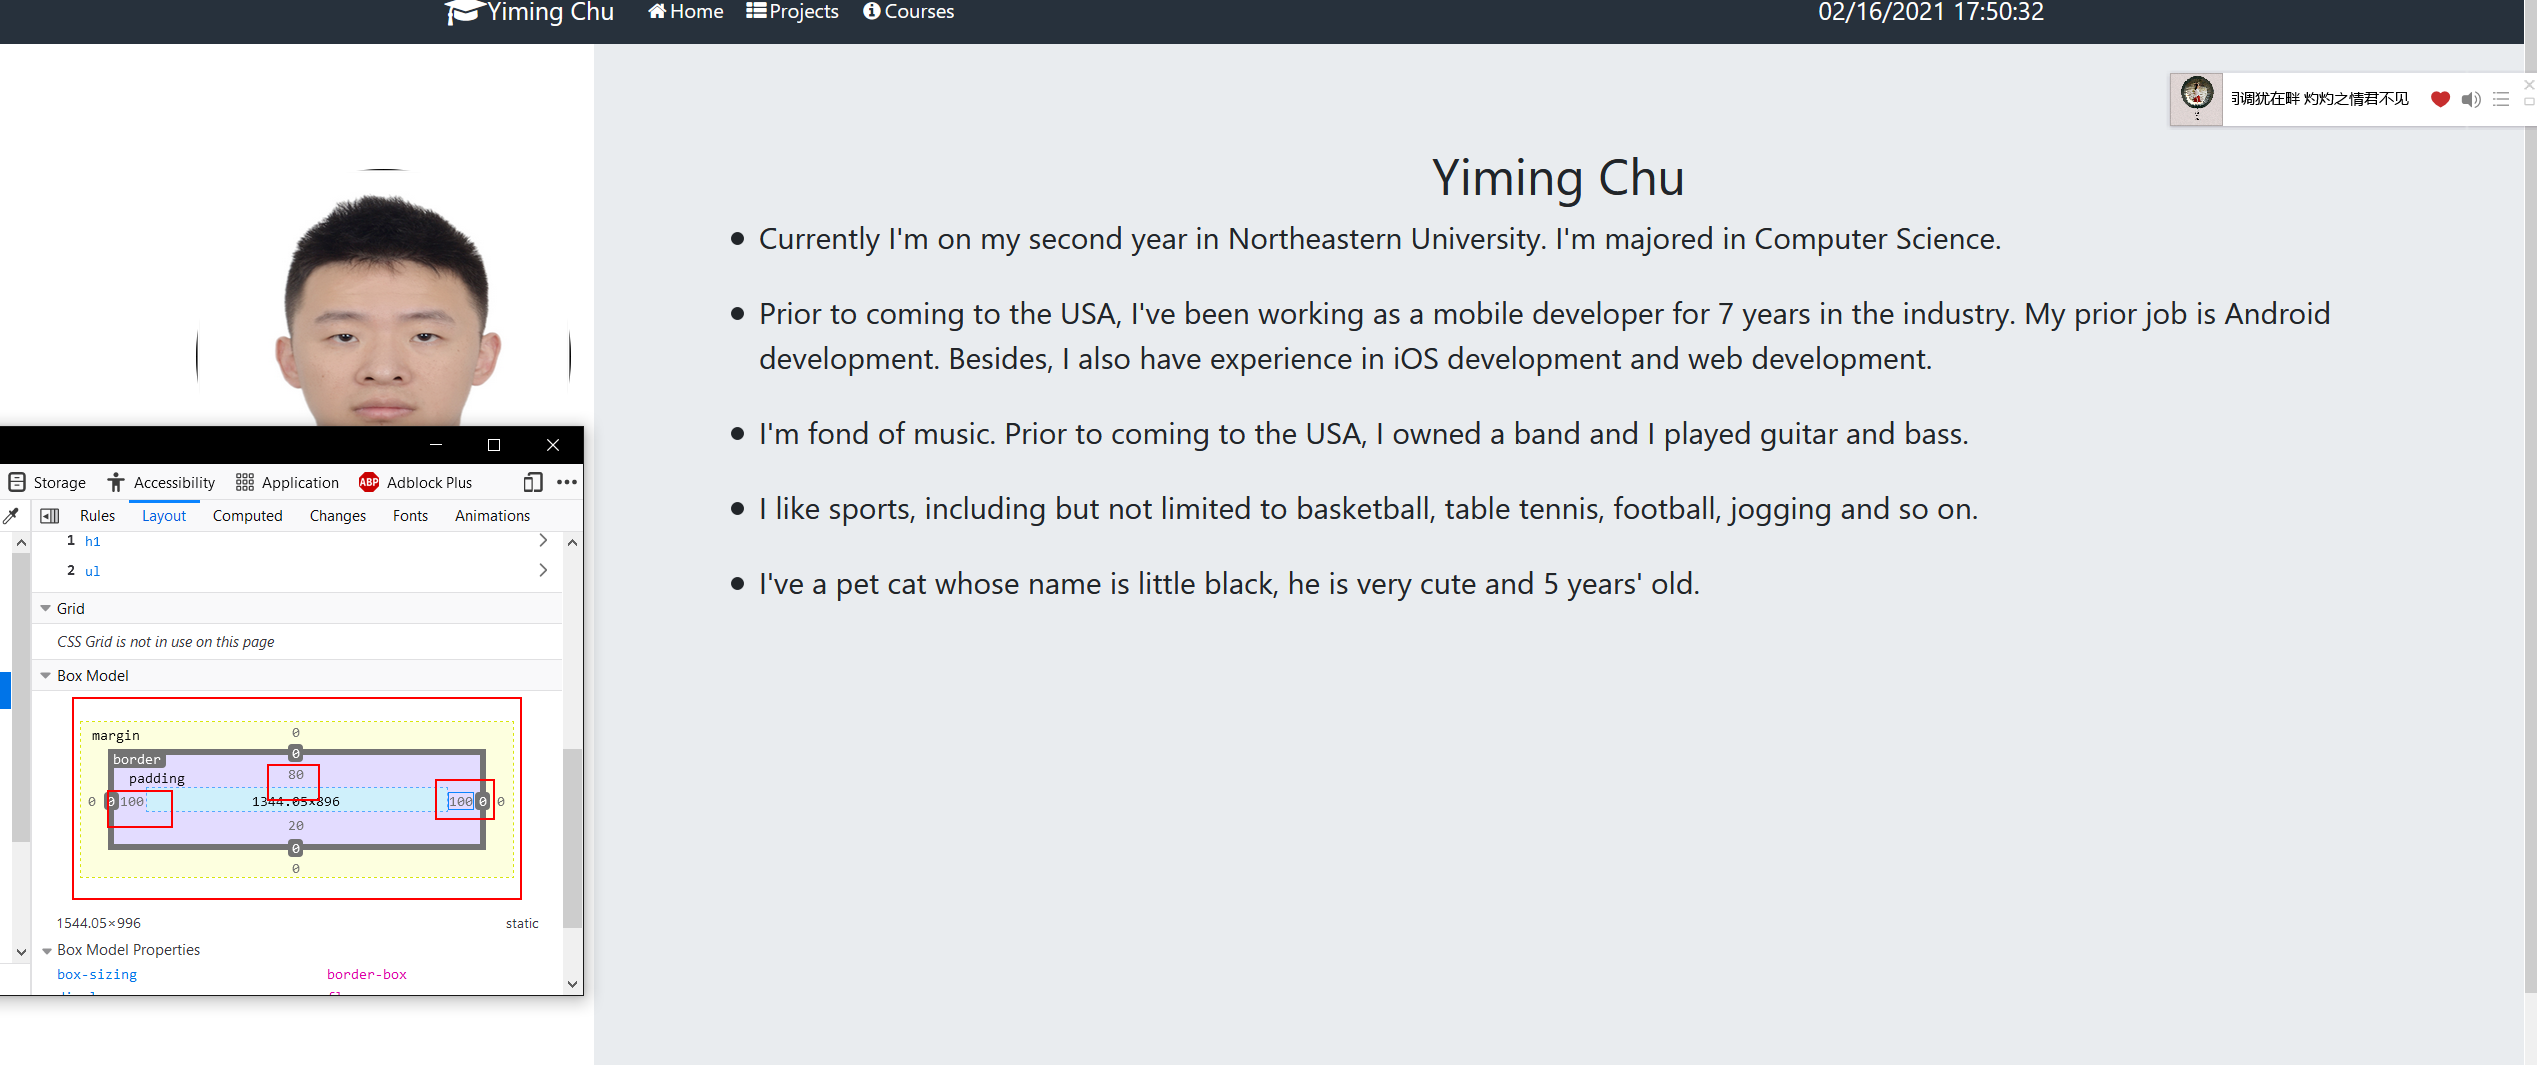 Yiming Chu Home Projects Courses 02/16/2021 17:50:32
同调犹在畔 灼灼之情君不见
Yiming Chu
Currently I'm on my second year in Northeastern University. I'm majored in Computer Science.
Prior to coming to the USA, I've been working as a mobile developer for 7 years in the industry. My prior job is Android
development. Besides, I also have experience in iOS development and web development.
I'm fond of music. Prior to coming to the USA, I owned a band and I played guitar and bass.
I like sports, including but not limited to basketball, table tennis, football, jogging and so on.
I've a pet cat whose name is little black, he is very cute and 5 years' old.
Storage Accessibility Application ABP Adblock Plus
Rules Layout Computed Changes Fonts Animations
1 h1
2 ul
Grid
CSS Grid is not in use on this page
Box Model
margin 0
border 0
padding 80
0 0 100 1344.05×896 100 0 0
20
0
0
1544.05×996 static
Box Model Properties
box-sizing border-box